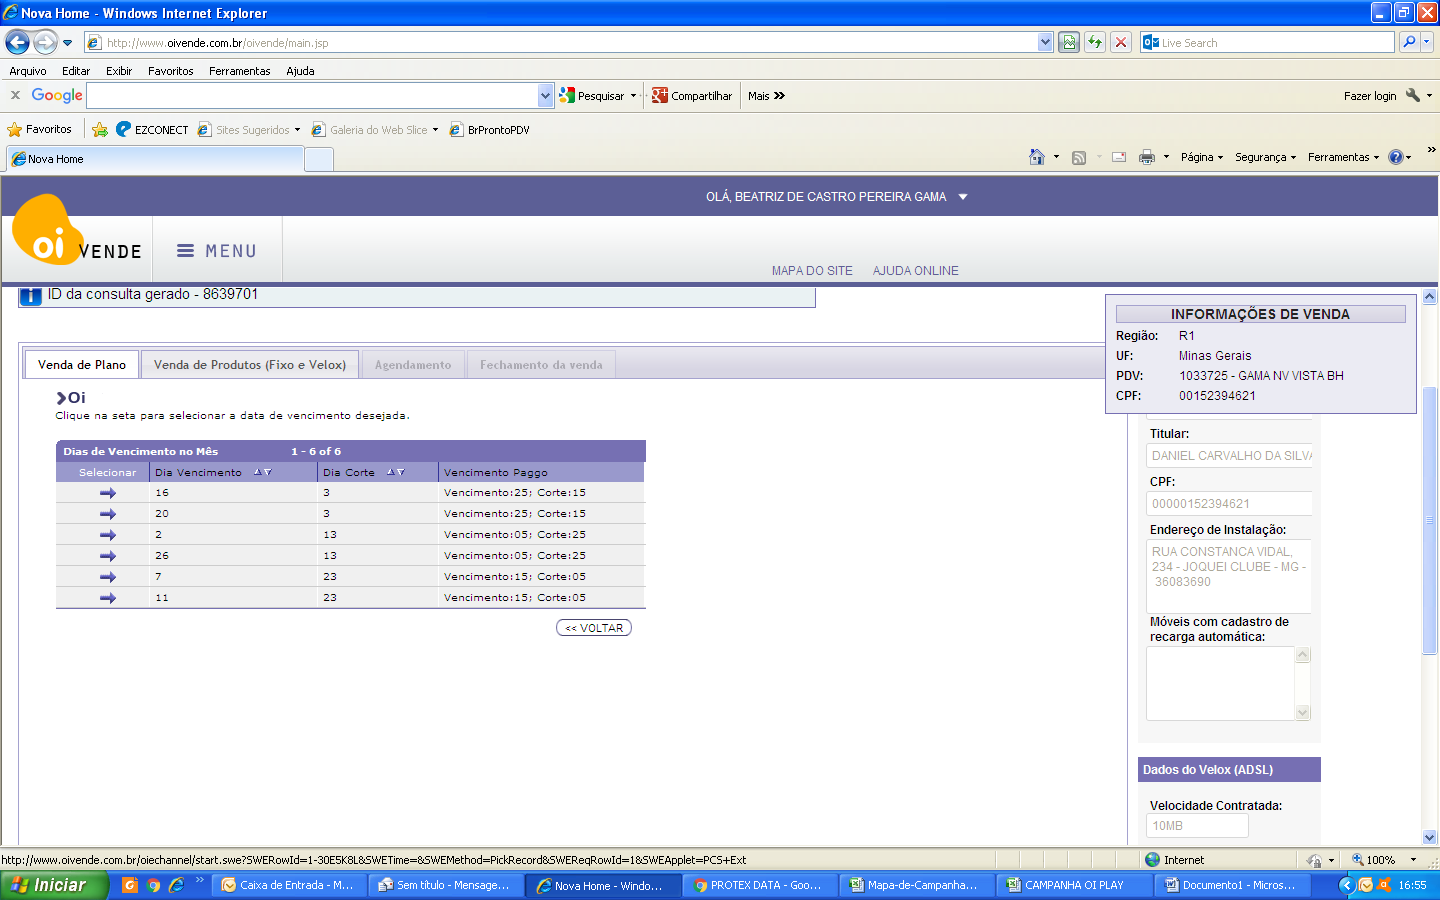 Nova Home - Windows Internet Explorer
http://www.oivende.com.br/oivende/main.jsp
Live Search
Arquivo Editar Exibir Favoritos Ferramentas Ajuda
x Google Pesquisar Compartilhar Mais >> Fazer login
Favoritos EZCONECT Sites Sugeridos Galeria do Web Slice BrProntoPDV
Nova Home
Página Segurança Ferramentas
OLÁ, BEATRIZ DE CASTRO PEREIRA GAMA
oi VENDE MENU
MAPA DO SITE AJUDA ONLINE
ID da consulta gerado - 8639701
INFORMAÇÕES DE VENDA
Região: R1
UF: Minas Gerais
PDV: 1033725 - GAMA NV VISTA BH
CPF: 00152394621
Venda de Plano Venda de Produtos (Fixo e Velox) Agendamento Fechamento da venda
Oi
Clique na seta para selecionar a data de vencimento desejada.
Dias de Vencimento no Mês 1 - 6 of 6
Selecionar Dia Vencimento Dia Corte Vencimento Paggo
16 3 Vencimento:25; Corte:15
20 3 Vencimento:25; Corte:15
2 13 Vencimento:05; Corte:25
26 13 Vencimento:05; Corte:25
7 23 Vencimento:15; Corte:05
11 23 Vencimento:15; Corte:05
<< VOLTAR
Titular:
DANIEL CARVALHO DA SILVA
CPF:
00000152394621
Endereço de Instalação:
RUA CONSTANCA VIDAL,
234 - JOQUEI CLUBE - MG -
36083690
Móveis com cadastro de
recarga automática:
Dados do Velox (ADSL)
Velocidade Contratada:
10MB
http://www.oivende.com.br/oiechannel/start.swe?SWERowId=1-30E5K8L&SWETime=&SWEMethod=PickRecord&SWEReqRowId=1&SWEApplet=PCS+Ext
Internet 100%
Iniciar Caixa de Entrada - M... Sem título - Mensage... Nova Home - Windo... PROTEX DATA - Goo... Mapa-de-Campanha... CAMPANHA OI PLAY Documento1 - Micros... 16:55